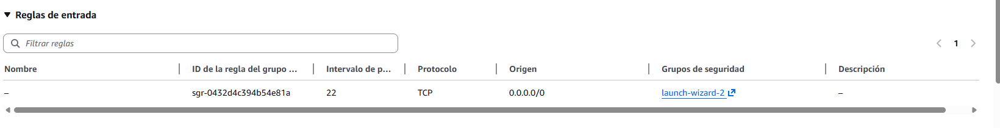 Reglas de entrada
Filtrar reglas
1
Nombre ID de la regla del grupo ... Intervalo de p... Protocolo Origen Grupos de seguridad Descripción
– sgr-0432d4c394b54e81a 22 TCP 0.0.0.0/0 launch-wizard-2 –